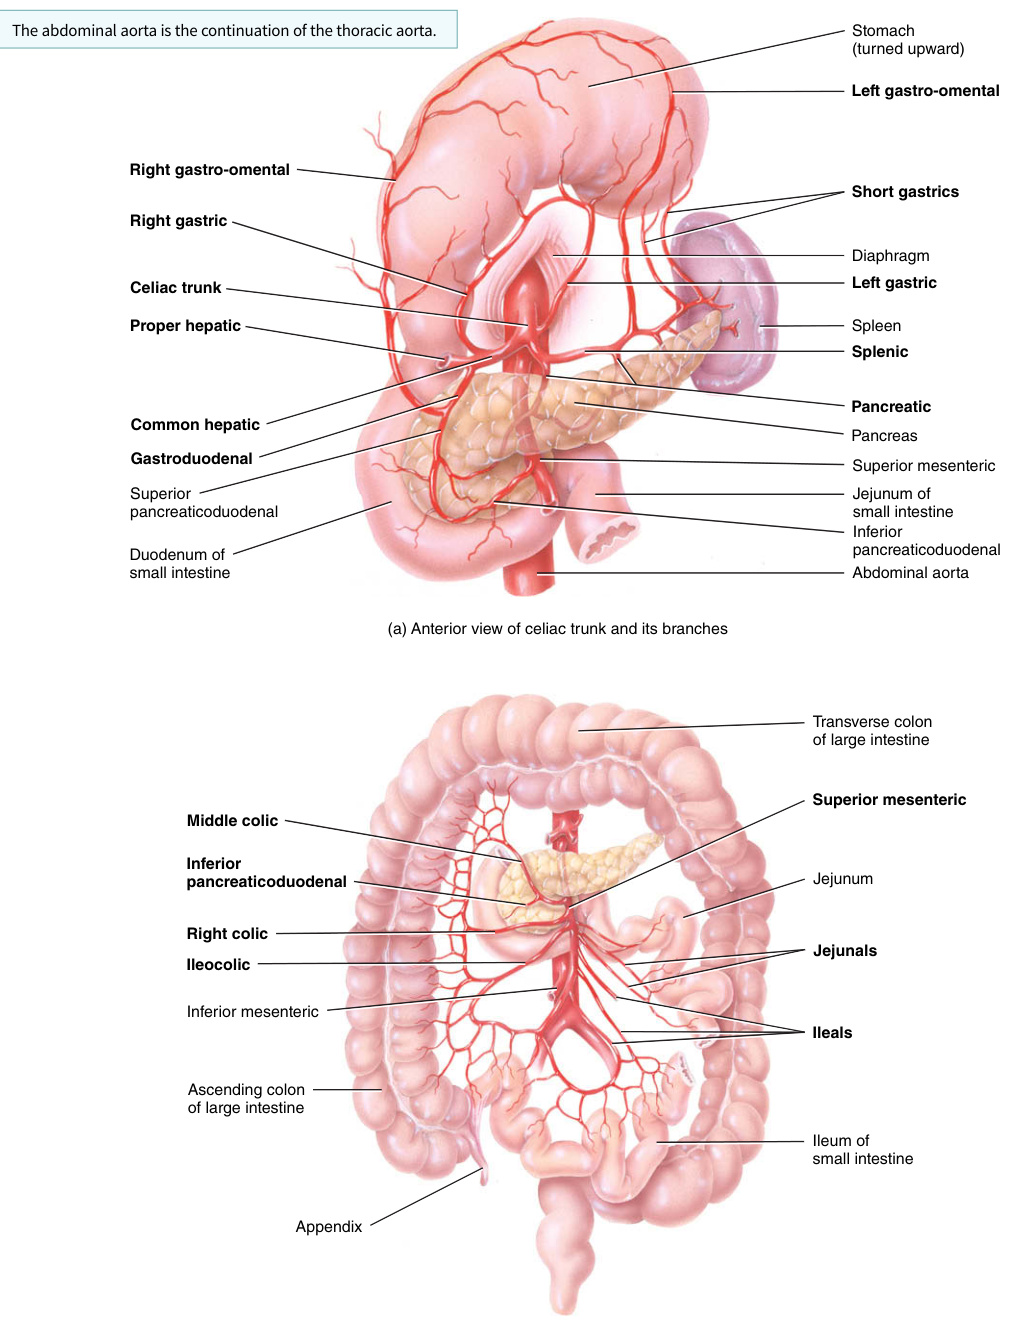 The abdominal aorta is the continuation of the thoracic aorta.
Stomach
(turned upward)
Left gastro-omental
Right gastro-omental
Short gastrics
Right gastric
Diaphragm
Left gastric
Celiac trunk
Proper hepatic
Spleen
Splenic
Pancreatic
Common hepatic
Pancreas
Gastroduodenal
Superior mesenteric
Superior
pancreaticoduodenal
Jejunum of
small intestine
Inferior
pancreaticoduodenal
Duodenum of
small intestine
Abdominal aorta
(a) Anterior view of celiac trunk and its branches
Transverse colon
of large intestine
Superior mesenteric
Middle colic
Inferior
pancreaticoduodenal
Jejunum
Right colic
Jejunals
Ileocolic
Inferior mesenteric
Ileals
Ascending colon
of large intestine
Ileum of
small intestine
Appendix